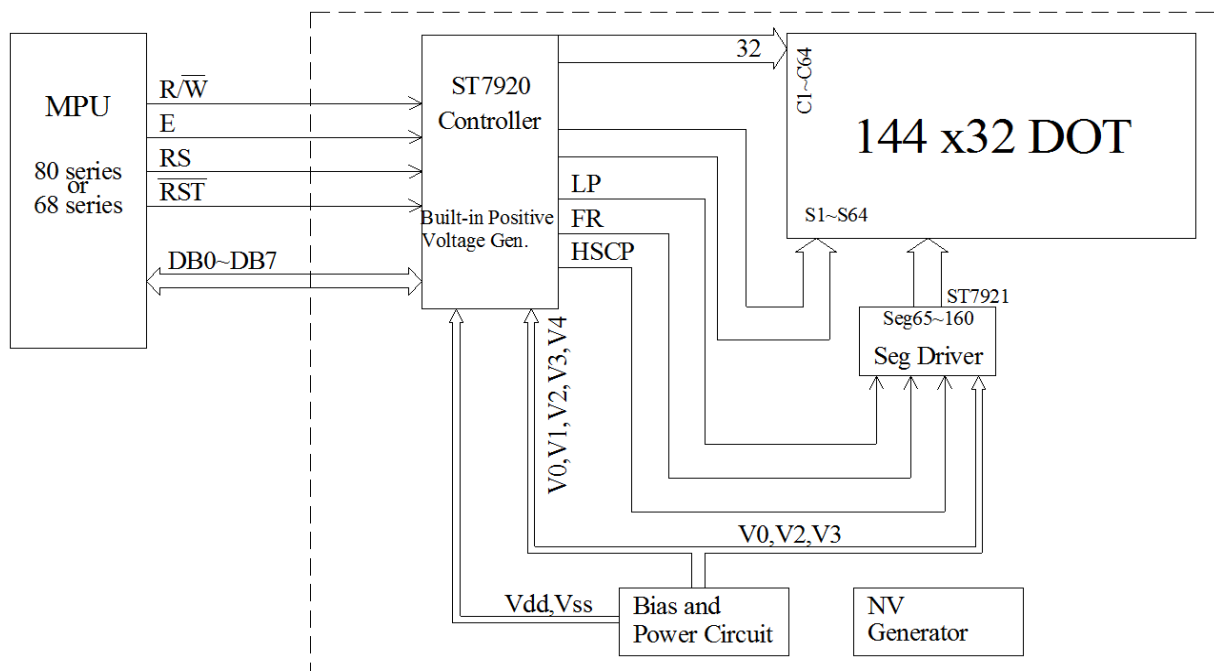 MPU
80 series
or
68 series
R/W̅
E
RS
R̅S̅T̅
DB0~DB7
ST7920
Controller
Built-in Positive
Voltage Gen.
32
LP
FR
HSCP
C1~C64
144 x32 DOT
S1~S64
ST7921
Seg65~160
Seg Driver
V0,V1,V2,V3,V4
V0,V2,V3
Vdd,Vss
Bias and
Power Circuit
NV
Generator